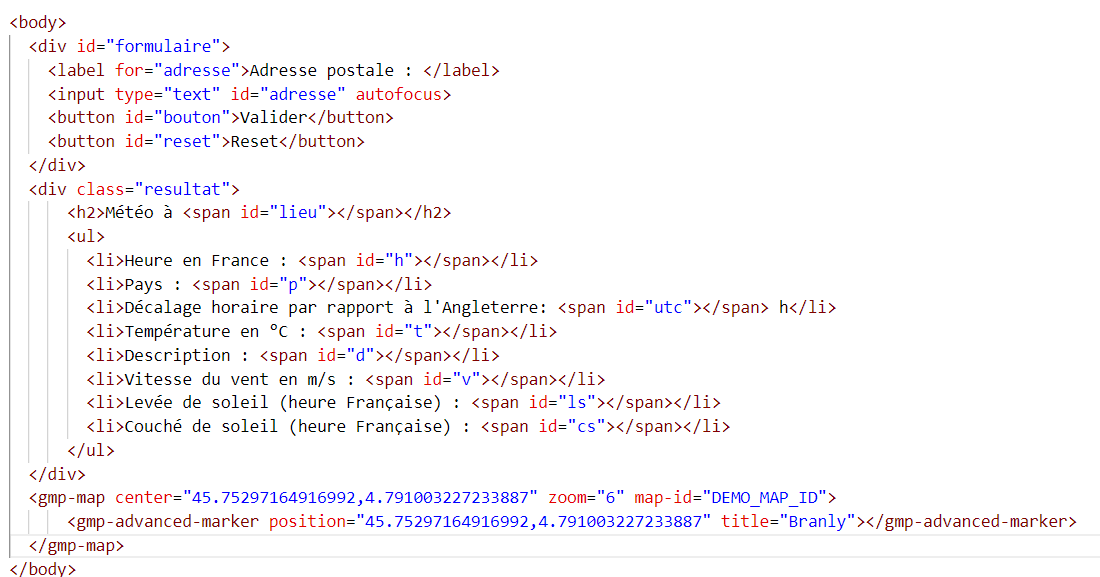 <body>
<div id="formulaire">
<label for="adresse">Adresse postale : </label>
<input type="text" id="adresse" autofocus>
<button id="bouton">Valider</button>
<button id="reset">Reset</button>
</div>
<div class="resultat">
<h2>Météo à <span id="lieu"></span></h2>
<ul>
<li>Heure en France : <span id="h"></span></li>
<li>Pays : <span id="p"></span></li>
<li>Décalage horaire par rapport à l'Angleterre: <span id="utc"></span> h</li>
<li>Température en °C : <span id="t"></span></li>
<li>Description : <span id="d"></span></li>
<li>Vitesse du vent en m/s : <span id="v"></span></li>
<li>Levée de soleil (heure Française) : <span id="ls"></span></li>
<li>Couché de soleil (heure Française) : <span id="cs"></span></li>
</ul>
</div>
<gmp-map center="45.75297164916992,4.791003227233887" zoom="6" map-id="DEMO_MAP_ID">
<gmp-advanced-marker position="45.75297164916992,4.791003227233887" title="Branly"></gmp-advanced-marker>
</gmp-map>
</body>